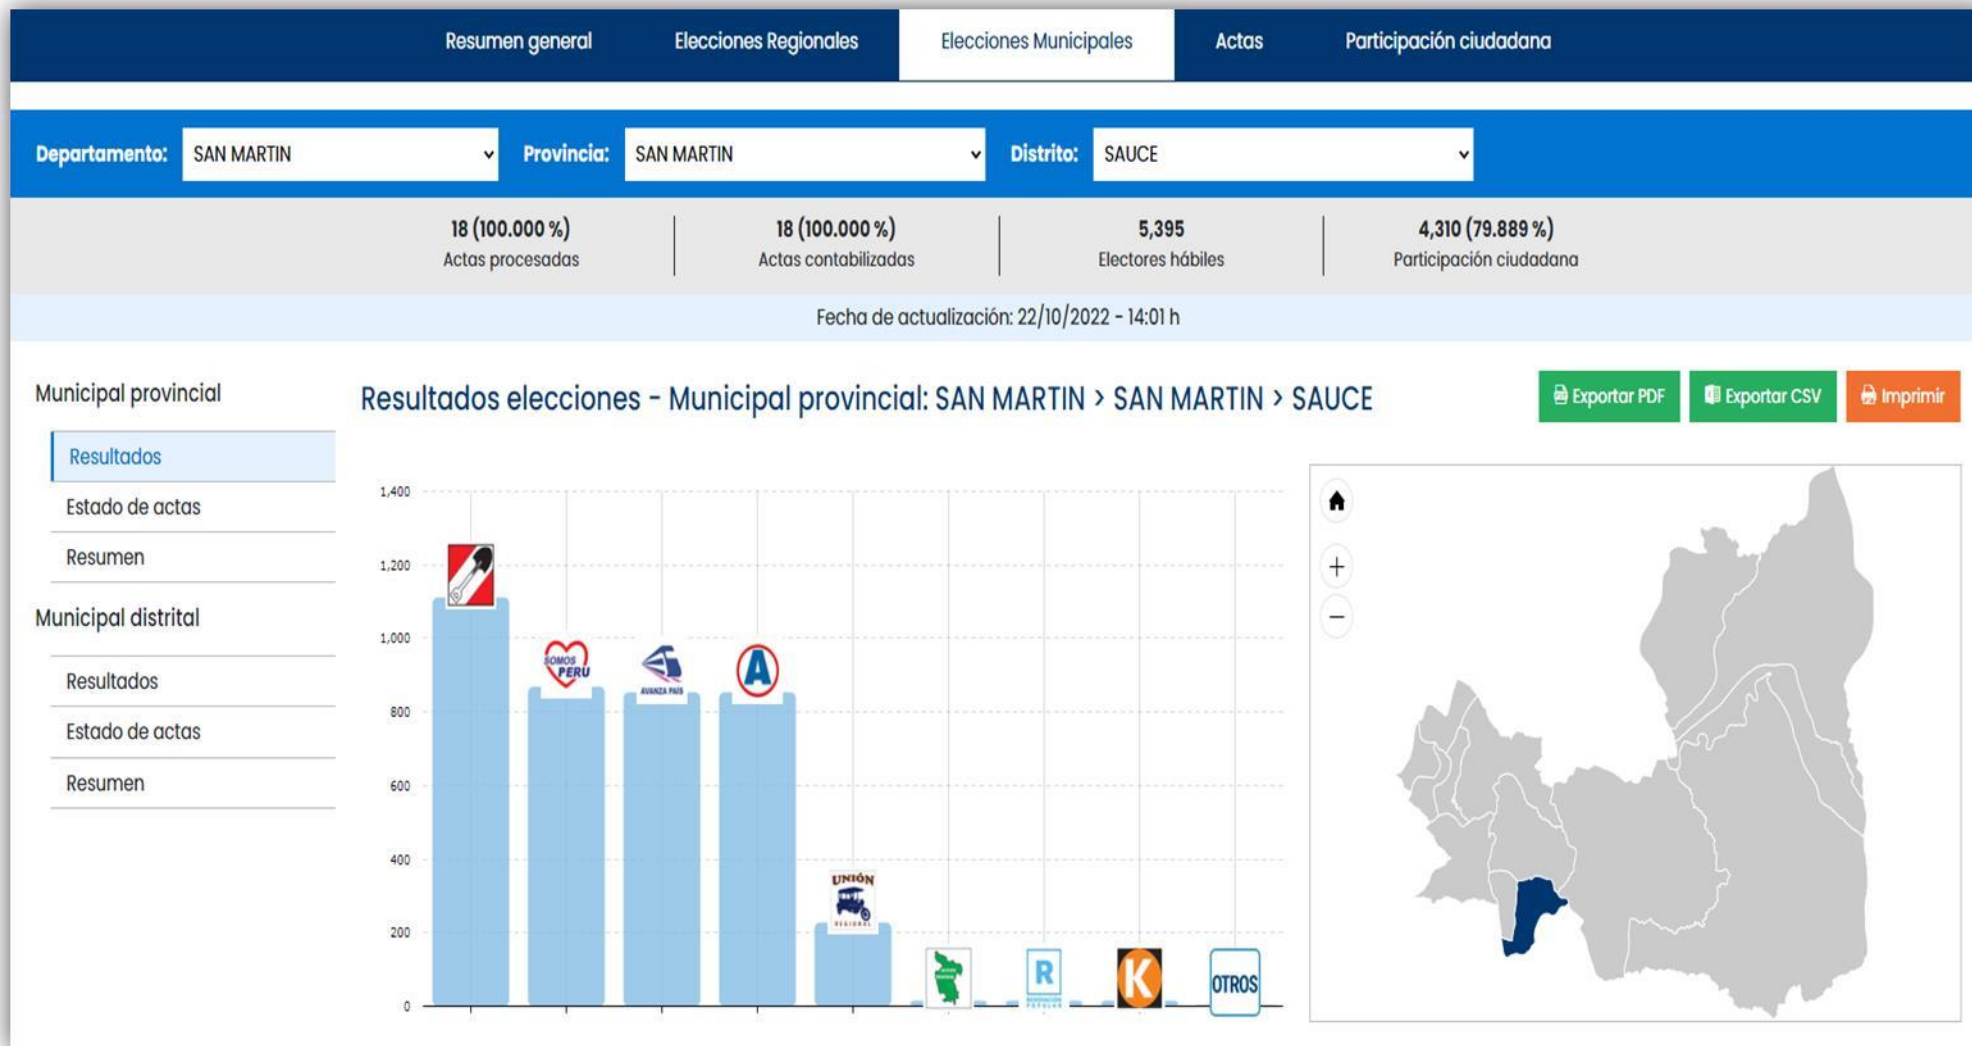 Resumen general
Elecciones Regionales
Elecciones Municipales
Actas
Participación ciudadana
Departamento:
SAN MARTIN
Provincia:
SAN MARTIN
Distrito:
SAUCE
18 (100.000 %)
Actas procesadas
18 (100.000 %)
Actas contabilizadas
5,395
Electores hábiles
4,310 (79.889 %)
Participación ciudadana
Fecha de actualización: 22/10/2022 - 14:01 h
Municipal provincial
Resultados
Estado de actas
Resumen
Municipal distrital
Resultados
Estado de actas
Resumen
Resultados elecciones - Municipal provincial: SAN MARTIN > SAN MARTIN > SAUCE
Exportar PDF
Exportar CSV
Imprimir
1,400
1,200
1,000
800
600
400
200
0
SOMOS
PERU
AVANZA PAIS
A
UNIÓN
REGIONAL
R
RENOVACIÓN
POPULAR
K
OTROS